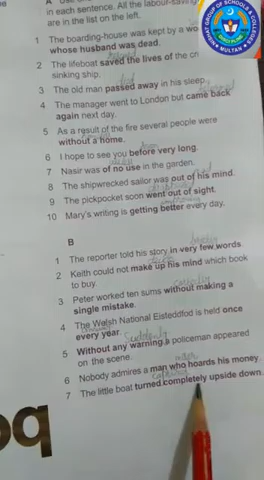 in each sentence. All the labour-sav
are in the list on the left.
1 The boarding-house was kept by a wo
whose husband was dead.
2 The lifeboat saved the lives of the
sinking ship.
3 The old man passed away in his sleep.
4 The manager went to London but came back
again next day.
5 As a result of the fire several people were
without a home.
6 I hope to see you before very long.
7 Nasir was of no use in the garden.
8 The shipwrecked sailor was out of his mind.
9 The pickpocket soon went out of sight.
10 Mary's writing is getting better every day.
B
briefly
1 The reporter told his story in very few words
2 Keith could not make up his mind which book
to buy.
3 Peter worked ten sums without making a
single mistake.
4 The Welsh National Eisteddfod is held once
every year.
Suddenly
5 Without any warning a policeman appeared
on the scene.
6 Nobody admires a man who hoards his money
7 The little boat turned completely upside down.
MULTAN